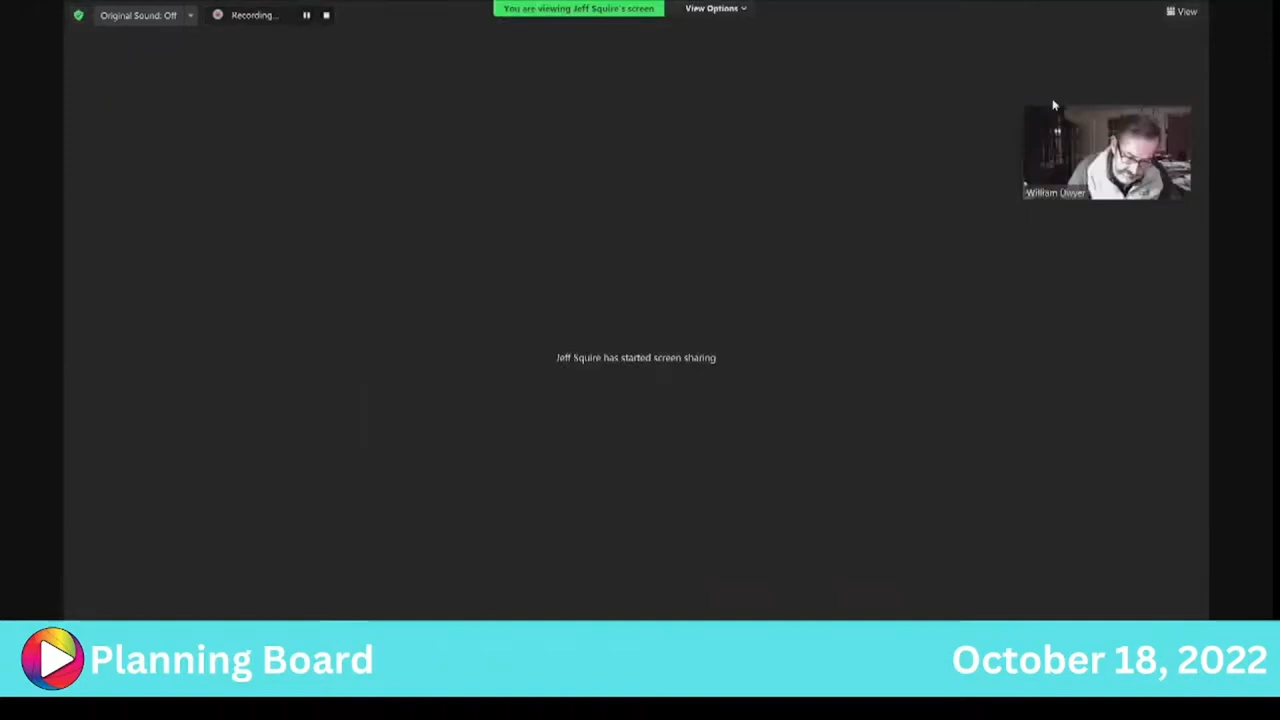 Original Sound: Off
Recording...
You are viewing Jeff Squire's screen
View Options
View
William Dwyer
Jeff Squire has started screen sharing
Planning Board
October 18, 2022